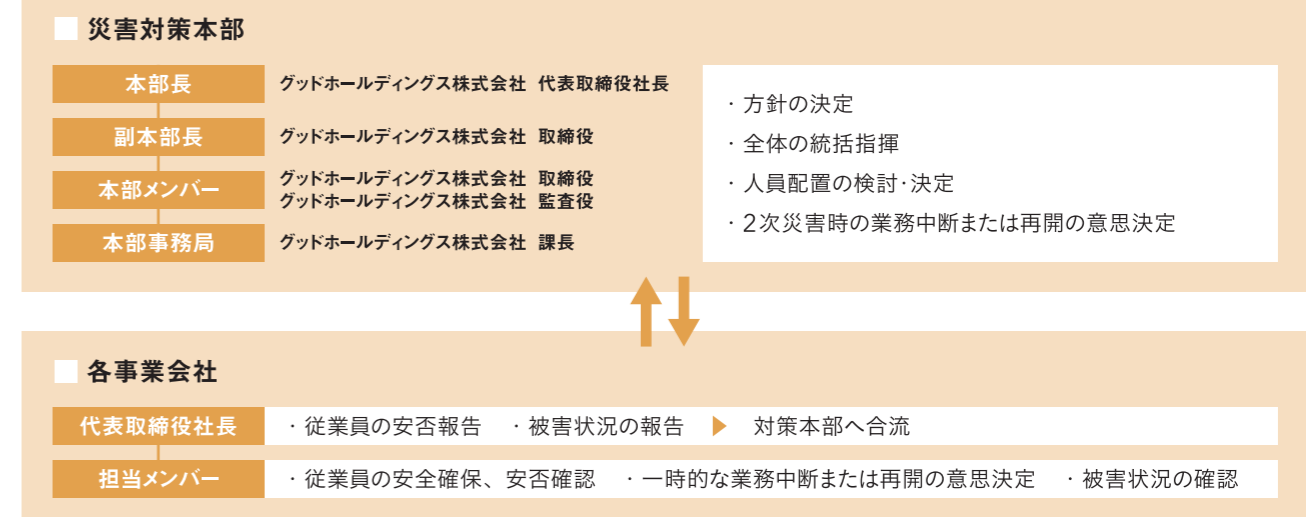 災害対策本部
本部長 グッドホールディングス株式会社 代表取締役社長
副本部長 グッドホールディングス株式会社 取締役
本部メンバー グッドホールディングス株式会社 取締役
グッドホールディングス株式会社 監査役
本部事務局 グッドホールディングス株式会社 課長
・方針の決定
・全体の統括指揮
・人員配置の検討・決定
・2次災害時の業務中断または再開の意思決定
各事業会社
代表取締役社長 ・従業員の安否報告 ・被害状況の報告 ▶ 対策本部へ合流
担当メンバー ・従業員の安全確保、安否確認 ・一時的な業務中断または再開の意思決定 ・被害状況の確認